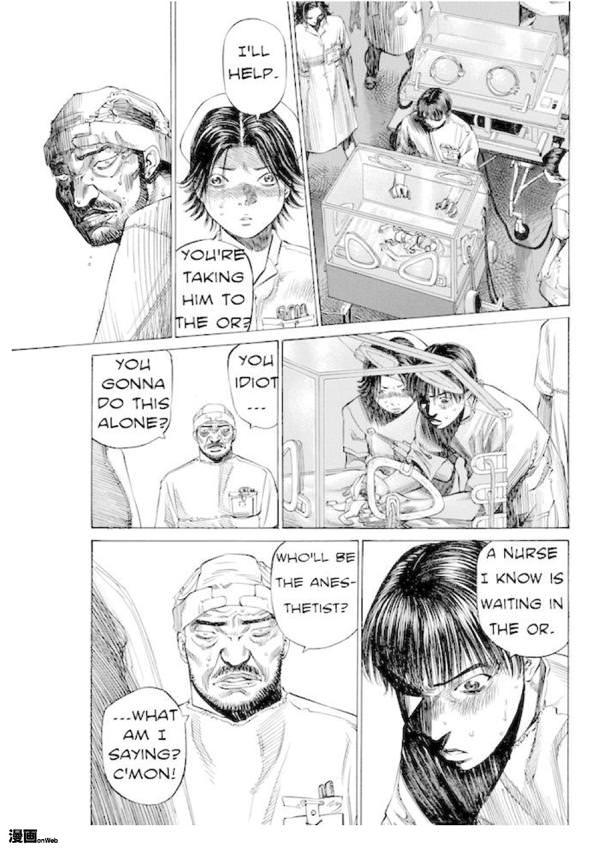 I'LL
HELP.
YOU'RE
TAKING
HIM TO
THE OR?
YOU
IDIOT
...
YOU
GONNA
DO THIS
ALONE?
A NURSE
I KNOW IS
WAITING IN
THE OR.
WHO'LL BE
THE ANES-
THETIST?
...WHAT
AM I
SAYING?
C'MON!
漫画onWeb